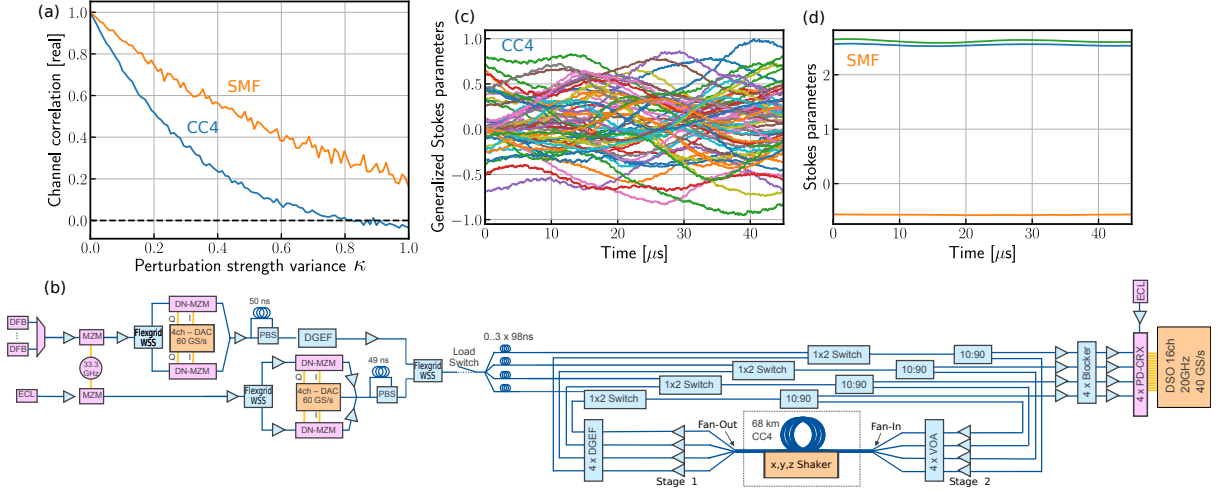 (a)
Channel correlation [real]
1.0
0.8
0.6
0.4
0.2
0.0
SMF
CC4
0.0
0.2
0.4
0.6
0.8
1.0
Perturbation strength variance κ
(c)
Generalized Stokes parameters
1.0
0.5
0.0
−0.5
−1.0
CC4
0
10
20
30
40
Time [μs]
(d)
Stokes parameters
2
1
0
SMF
0
10
20
30
40
Time [μs]
(b)
DFB
⋮
DFB
MZM
33.3
GHz
ECL
MZM
Flexgrid
WSS
DN-MZM
Q
I
4ch – DAC
60 GS/s
Q
I
DN-MZM
50 ns
PBS
DGEF
Flexgrid
WSS
DN-MZM
Q
I
4ch – DAC
60 GS/s
Q
I
DN-MZM
49 ns
PBS
Flexgrid
WSS
Load
Switch
0..3 x 98ns
1x2 Switch
10:90
1x2 Switch
10:90
1x2 Switch
10:90
1x2 Switch
10:90
4 x DGEF
Stage 1
Fan-Out
68 km
CC4
x,y,z Shaker
Fan-In
4 x VOA
Stage 2
4 x Blocker
ECL
4 x PD-CRX
DSO 16ch
20GHz
40 GS/s